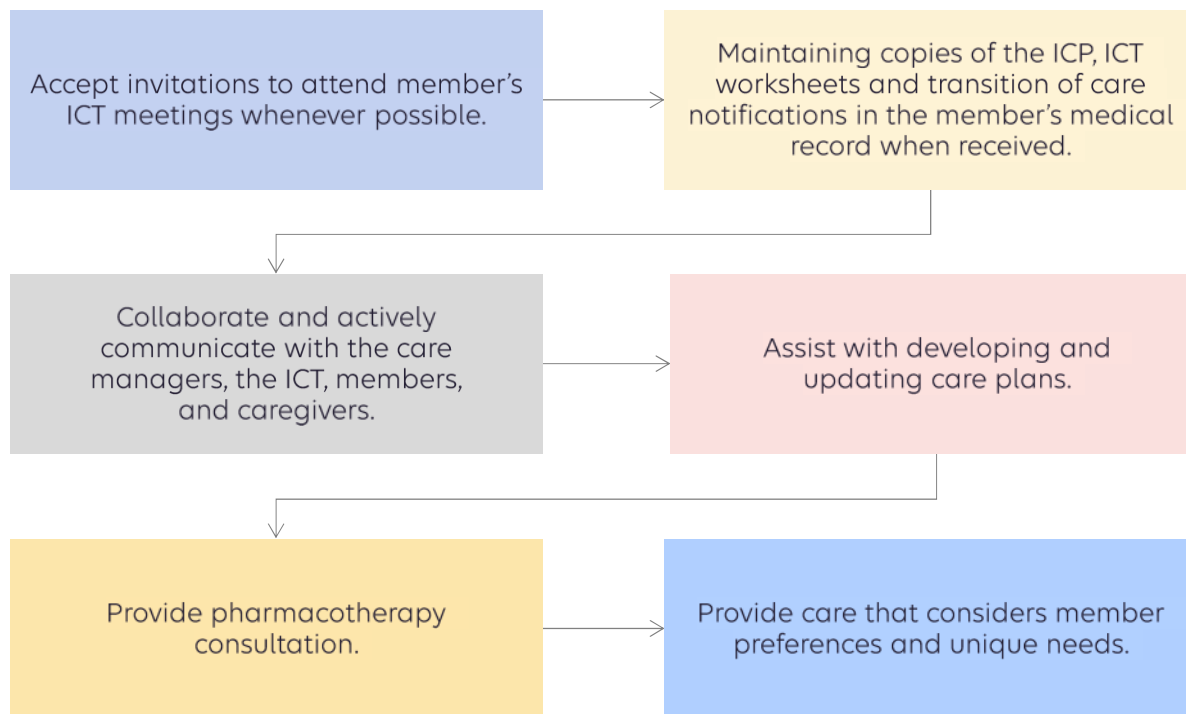 Accept invitations to attend member’s
ICT meetings whenever possible.
Maintaining copies of the ICP, ICT
worksheets and transition of care
notifications in the member’s medical
record when received.
Collaborate and actively
communicate with the care
managers, the ICT, members,
and caregivers.
Assist with developing and
updating care plans.
Provide pharmacotherapy
consultation.
Provide care that considers member
preferences and unique needs.